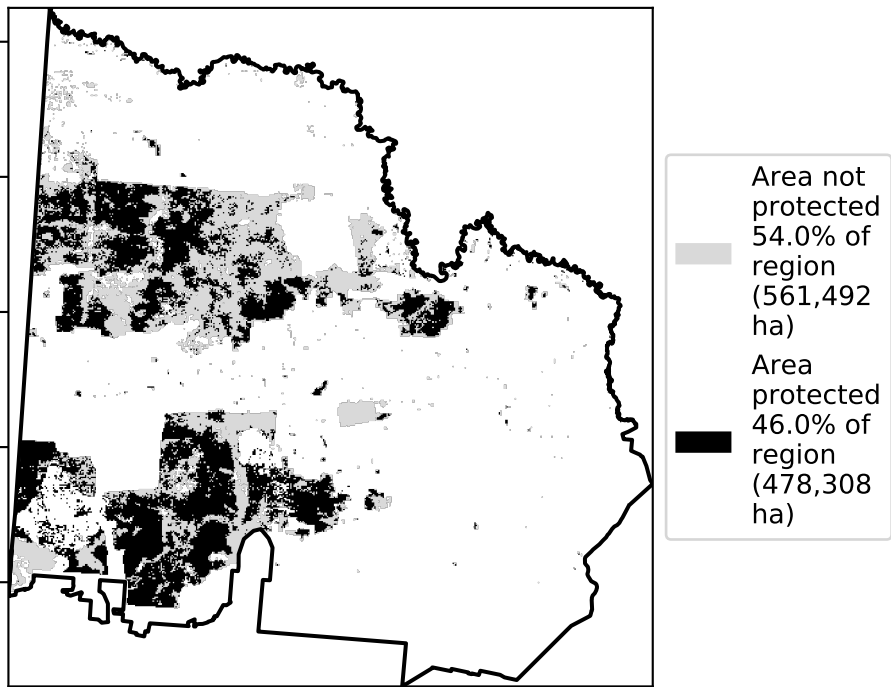 Area not
protected
54.0% of
region
(561,492
ha)
Area
protected
46.0% of
region
(478,308
ha)